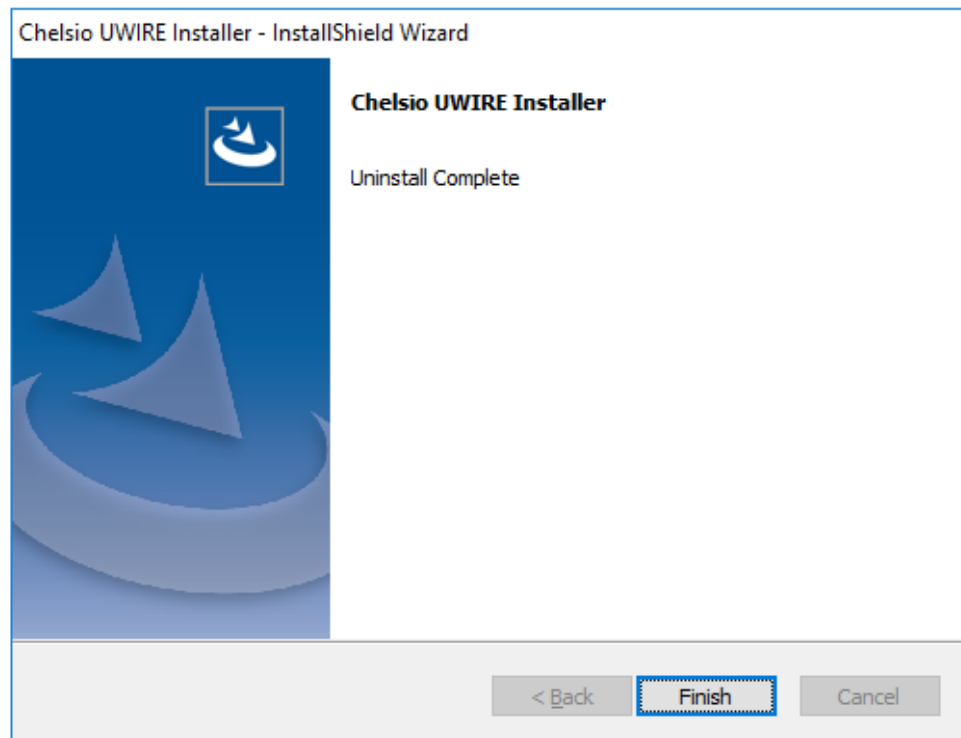 Chelsio UWIRE Installer - InstallShield Wizard
Chelsio UWIRE Installer
Uninstall Complete
< Back
Finish
Cancel